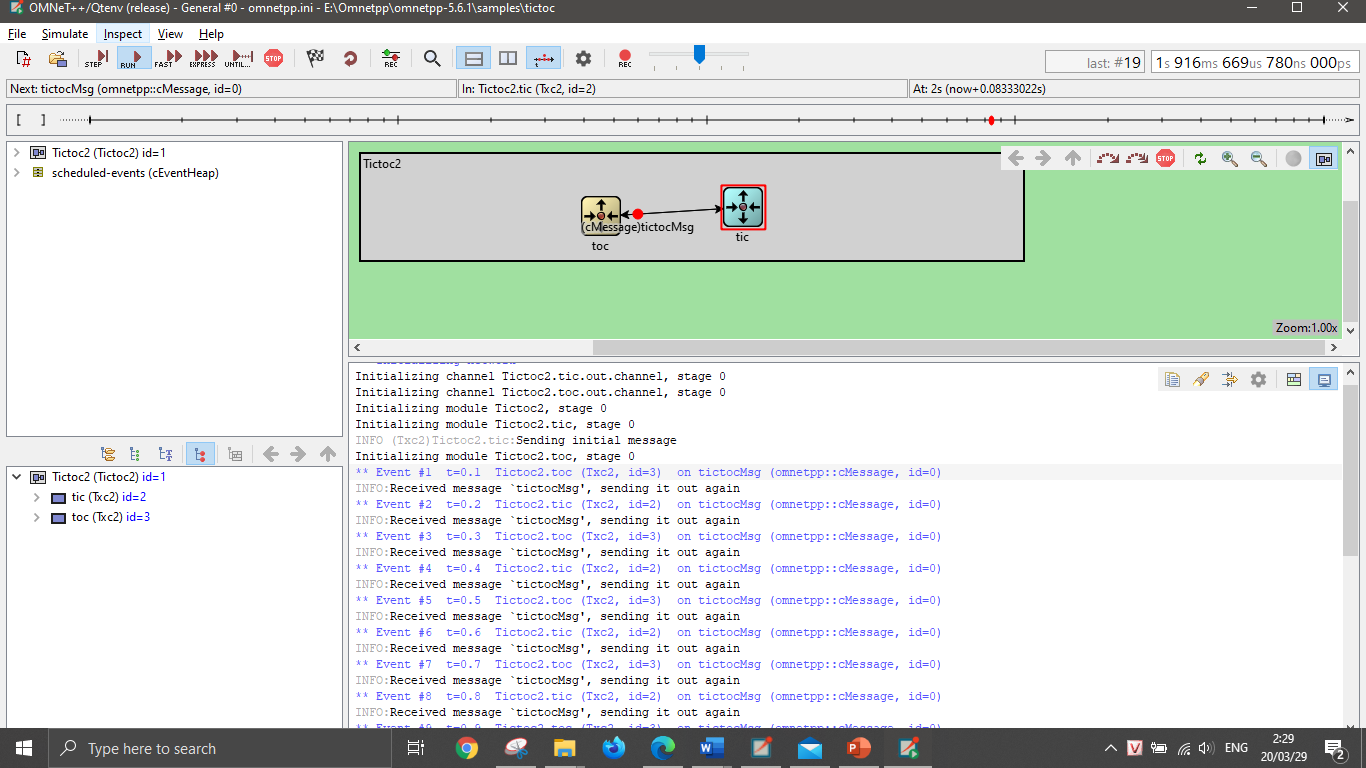 OMNeT++/Qtenv (release) - General #0 - omnetpp.ini - E:\Omnetpp\omnetpp-5.6.1\samples\tictoc
File Simulate Inspect View Help
STEP RUN FAST EXPRESS UNTIL... STOP REC REC last: #19 1s 916ms 669us 780ns 000ps
Next: tictocMsg (omnetpp::cMessage, id=0) In: Tictoc2.tic (Txc2, id=2) At: 2s (now+0.08333022s)
[ ]
Tictoc2 (Tictoc2) id=1
scheduled-events (cEventHeap)
Tictoc2
STOP
(cMessage)tictocMsg
toc
tic
Zoom:1.00x
Initializing channel Tictoc2.tic.out.channel, stage 0
Initializing channel Tictoc2.toc.out.channel, stage 0
Initializing module Tictoc2, stage 0
Initializing module Tictoc2.tic, stage 0
INFO (Txc2)Tictoc2.tic:Sending initial message
Initializing module Tictoc2.toc, stage 0
** Event #1 t=0.1 Tictoc2.toc (Txc2, id=3) on tictocMsg (omnetpp::cMessage, id=0)
INFO:Received message `tictocMsg', sending it out again
** Event #2 t=0.2 Tictoc2.tic (Txc2, id=2) on tictocMsg (omnetpp::cMessage, id=0)
INFO:Received message `tictocMsg', sending it out again
** Event #3 t=0.3 Tictoc2.toc (Txc2, id=3) on tictocMsg (omnetpp::cMessage, id=0)
INFO:Received message `tictocMsg', sending it out again
** Event #4 t=0.4 Tictoc2.tic (Txc2, id=2) on tictocMsg (omnetpp::cMessage, id=0)
INFO:Received message `tictocMsg', sending it out again
** Event #5 t=0.5 Tictoc2.toc (Txc2, id=3) on tictocMsg (omnetpp::cMessage, id=0)
INFO:Received message `tictocMsg', sending it out again
** Event #6 t=0.6 Tictoc2.tic (Txc2, id=2) on tictocMsg (omnetpp::cMessage, id=0)
INFO:Received message `tictocMsg', sending it out again
** Event #7 t=0.7 Tictoc2.toc (Txc2, id=3) on tictocMsg (omnetpp::cMessage, id=0)
INFO:Received message `tictocMsg', sending it out again
** Event #8 t=0.8 Tictoc2.tic (Txc2, id=2) on tictocMsg (omnetpp::cMessage, id=0)
INFO:Received message `tictocMsg', sending it out again
Tictoc2 (Tictoc2) id=1
tic (Txc2) id=2
toc (Txc2) id=3
Type here to search
ENG
2:29
20/03/29
2